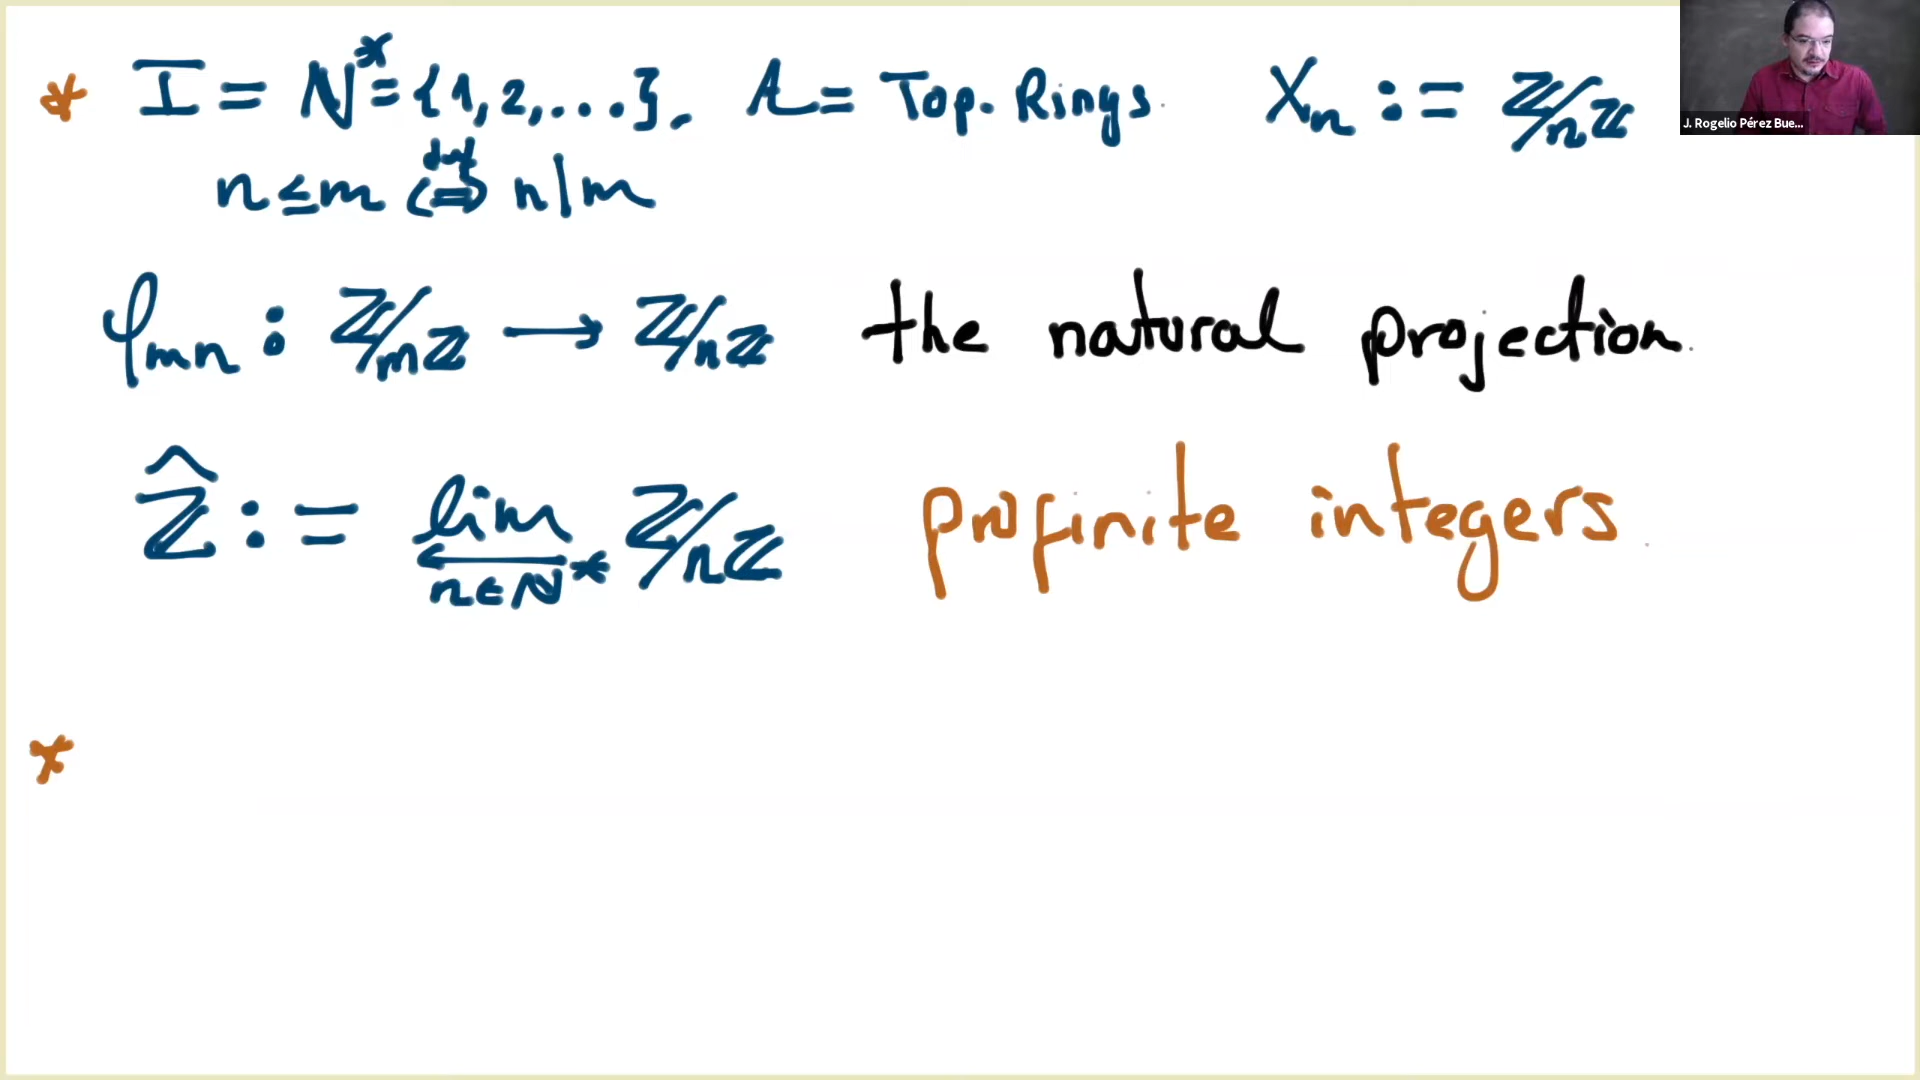 * I = ℕ* = {1, 2, ...}. A = Top. Rings. Xₙ := ℤ/nℤ
J. Rogelio Pérez Bue...
n ≤ m ⟺ def n|m
φₘₙ : ℤ/mℤ → ℤ/nℤ the natural projection.
ℤ̂ := lim ← n∈ℕ* ℤ/nℤ profinite integers.
*